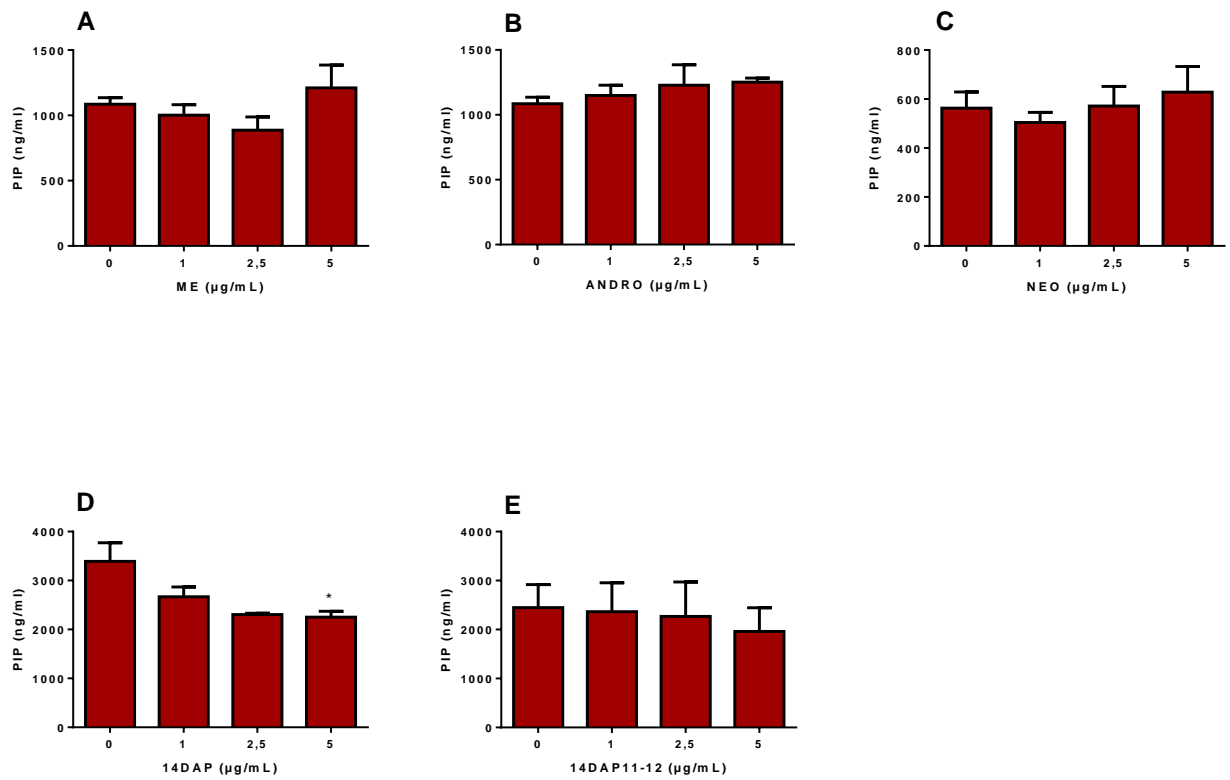 A
PIP (ng/ml)
1500
1000
500
0
0 1 2,5 5
ME (µg/mL)
B
PIP (ng/ml)
1500
1000
500
0
0 1 2,5 5
ANDRO (µg/mL)
C
PIP (ng/ml)
800
600
400
200
0
0 1 2,5 5
NEO (µg/mL)
D
PIP (ng/ml)
4000
3000
2000
1000
0
*
0 1 2,5 5
14DAP (µg/mL)
E
PIP (ng/ml)
4000
3000
2000
1000
0
0 1 2,5 5
14DAP11-12 (µg/mL)